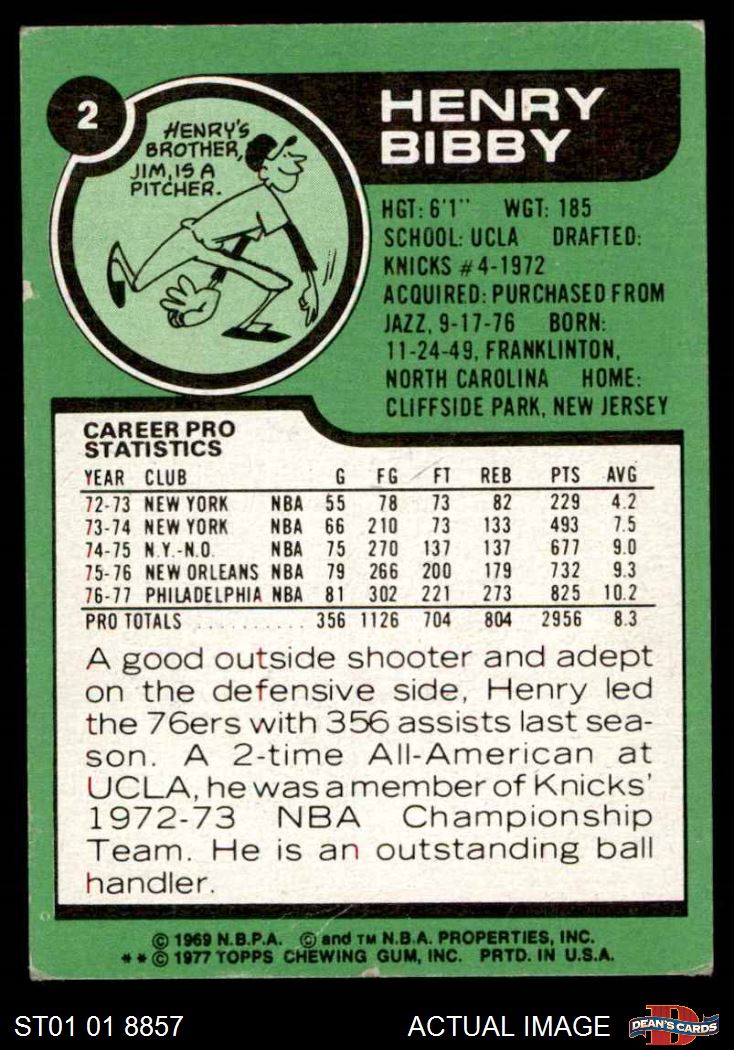 2
HENRY'S
BROTHER,
JIM, IS A
PITCHER.
HENRY
BIBBY
HGT: 6'1" WGT: 185
SCHOOL: UCLA DRAFTED:
KNICKS #4-1972
ACQUIRED: PURCHASED FROM
JAZZ, 9-17-76 BORN:
11-24-49, FRANKLINTON,
NORTH CAROLINA HOME:
CLIFFSIDE PARK, NEW JERSEY
CAREER PRO
STATISTICS
YEAR CLUB G FG FT REB PTS AVG
72-73 NEW YORK NBA 55 78 73 82 229 4.2
73-74 NEW YORK NBA 66 210 73 133 493 7.5
74-75 N.Y.-N.O. NBA 75 270 137 137 677 9.0
75-76 NEW ORLEANS NBA 79 266 200 179 732 9.3
76-77 PHILADELPHIA NBA 81 302 221 273 825 10.2
PRO TOTALS .......... 356 1126 704 804 2956 8.3
A good outside shooter and adept
on the defensive side, Henry led
the 76ers with 356 assists last sea-
son. A 2-time All-American at
UCLA, he was a member of Knicks'
1972-73 NBA Championship
Team. He is an outstanding ball
handler.
© 1969 N.B.P.A. © and TM N.B.A. PROPERTIES, INC.
** © 1977 TOPPS CHEWING GUM, INC. PRTD. IN U.S.A.
ST01 01 8857 ACTUAL IMAGE DEAN'S CARDS